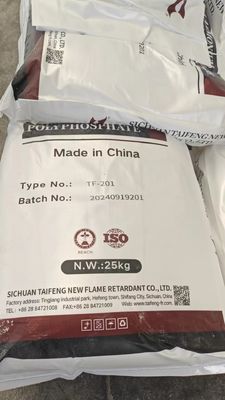 POLYPHOSPHATE
SICHUAN TAIFENG NEW
Made in China
Type No.: TF-201
Batch No.: 20240919201
REACH
ISO
N.W.:25kg
SICHUAN TAIFENG NEW FLAME RETARDANT CO., LTD.
Factory address: Tingjiang industrial park, Hefeng town, Shifang City, Sichuan, China
TEL: +86 28 84721008 FAX: +86 28 84721009 Web: www.taifeng-fr.com